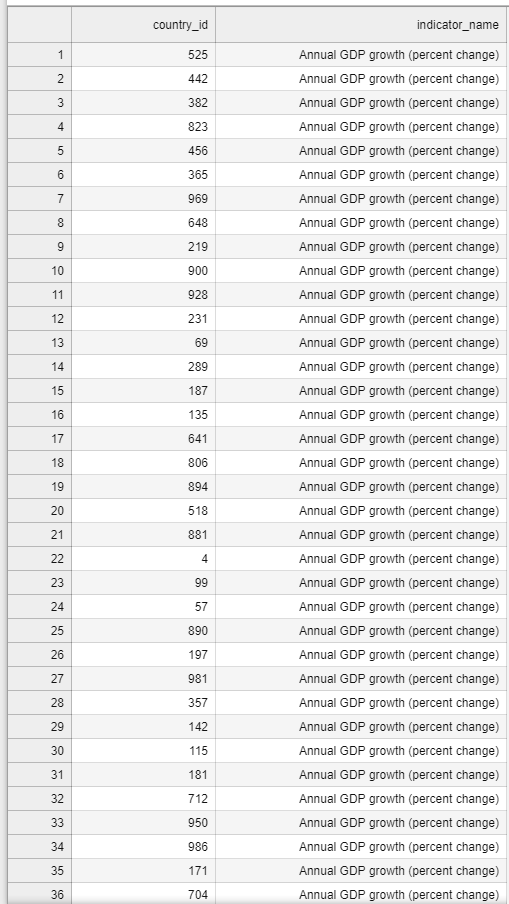 country_id indicator_name
1 525 Annual GDP growth (percent change)
2 442 Annual GDP growth (percent change)
3 382 Annual GDP growth (percent change)
4 823 Annual GDP growth (percent change)
5 456 Annual GDP growth (percent change)
6 365 Annual GDP growth (percent change)
7 969 Annual GDP growth (percent change)
8 648 Annual GDP growth (percent change)
9 219 Annual GDP growth (percent change)
10 900 Annual GDP growth (percent change)
11 928 Annual GDP growth (percent change)
12 231 Annual GDP growth (percent change)
13 69 Annual GDP growth (percent change)
14 289 Annual GDP growth (percent change)
15 187 Annual GDP growth (percent change)
16 135 Annual GDP growth (percent change)
17 641 Annual GDP growth (percent change)
18 806 Annual GDP growth (percent change)
19 894 Annual GDP growth (percent change)
20 518 Annual GDP growth (percent change)
21 881 Annual GDP growth (percent change)
22 4 Annual GDP growth (percent change)
23 99 Annual GDP growth (percent change)
24 57 Annual GDP growth (percent change)
25 890 Annual GDP growth (percent change)
26 197 Annual GDP growth (percent change)
27 981 Annual GDP growth (percent change)
28 357 Annual GDP growth (percent change)
29 142 Annual GDP growth (percent change)
30 115 Annual GDP growth (percent change)
31 181 Annual GDP growth (percent change)
32 712 Annual GDP growth (percent change)
33 950 Annual GDP growth (percent change)
34 986 Annual GDP growth (percent change)
35 171 Annual GDP growth (percent change)
36 704 Annual GDP growth (percent change)